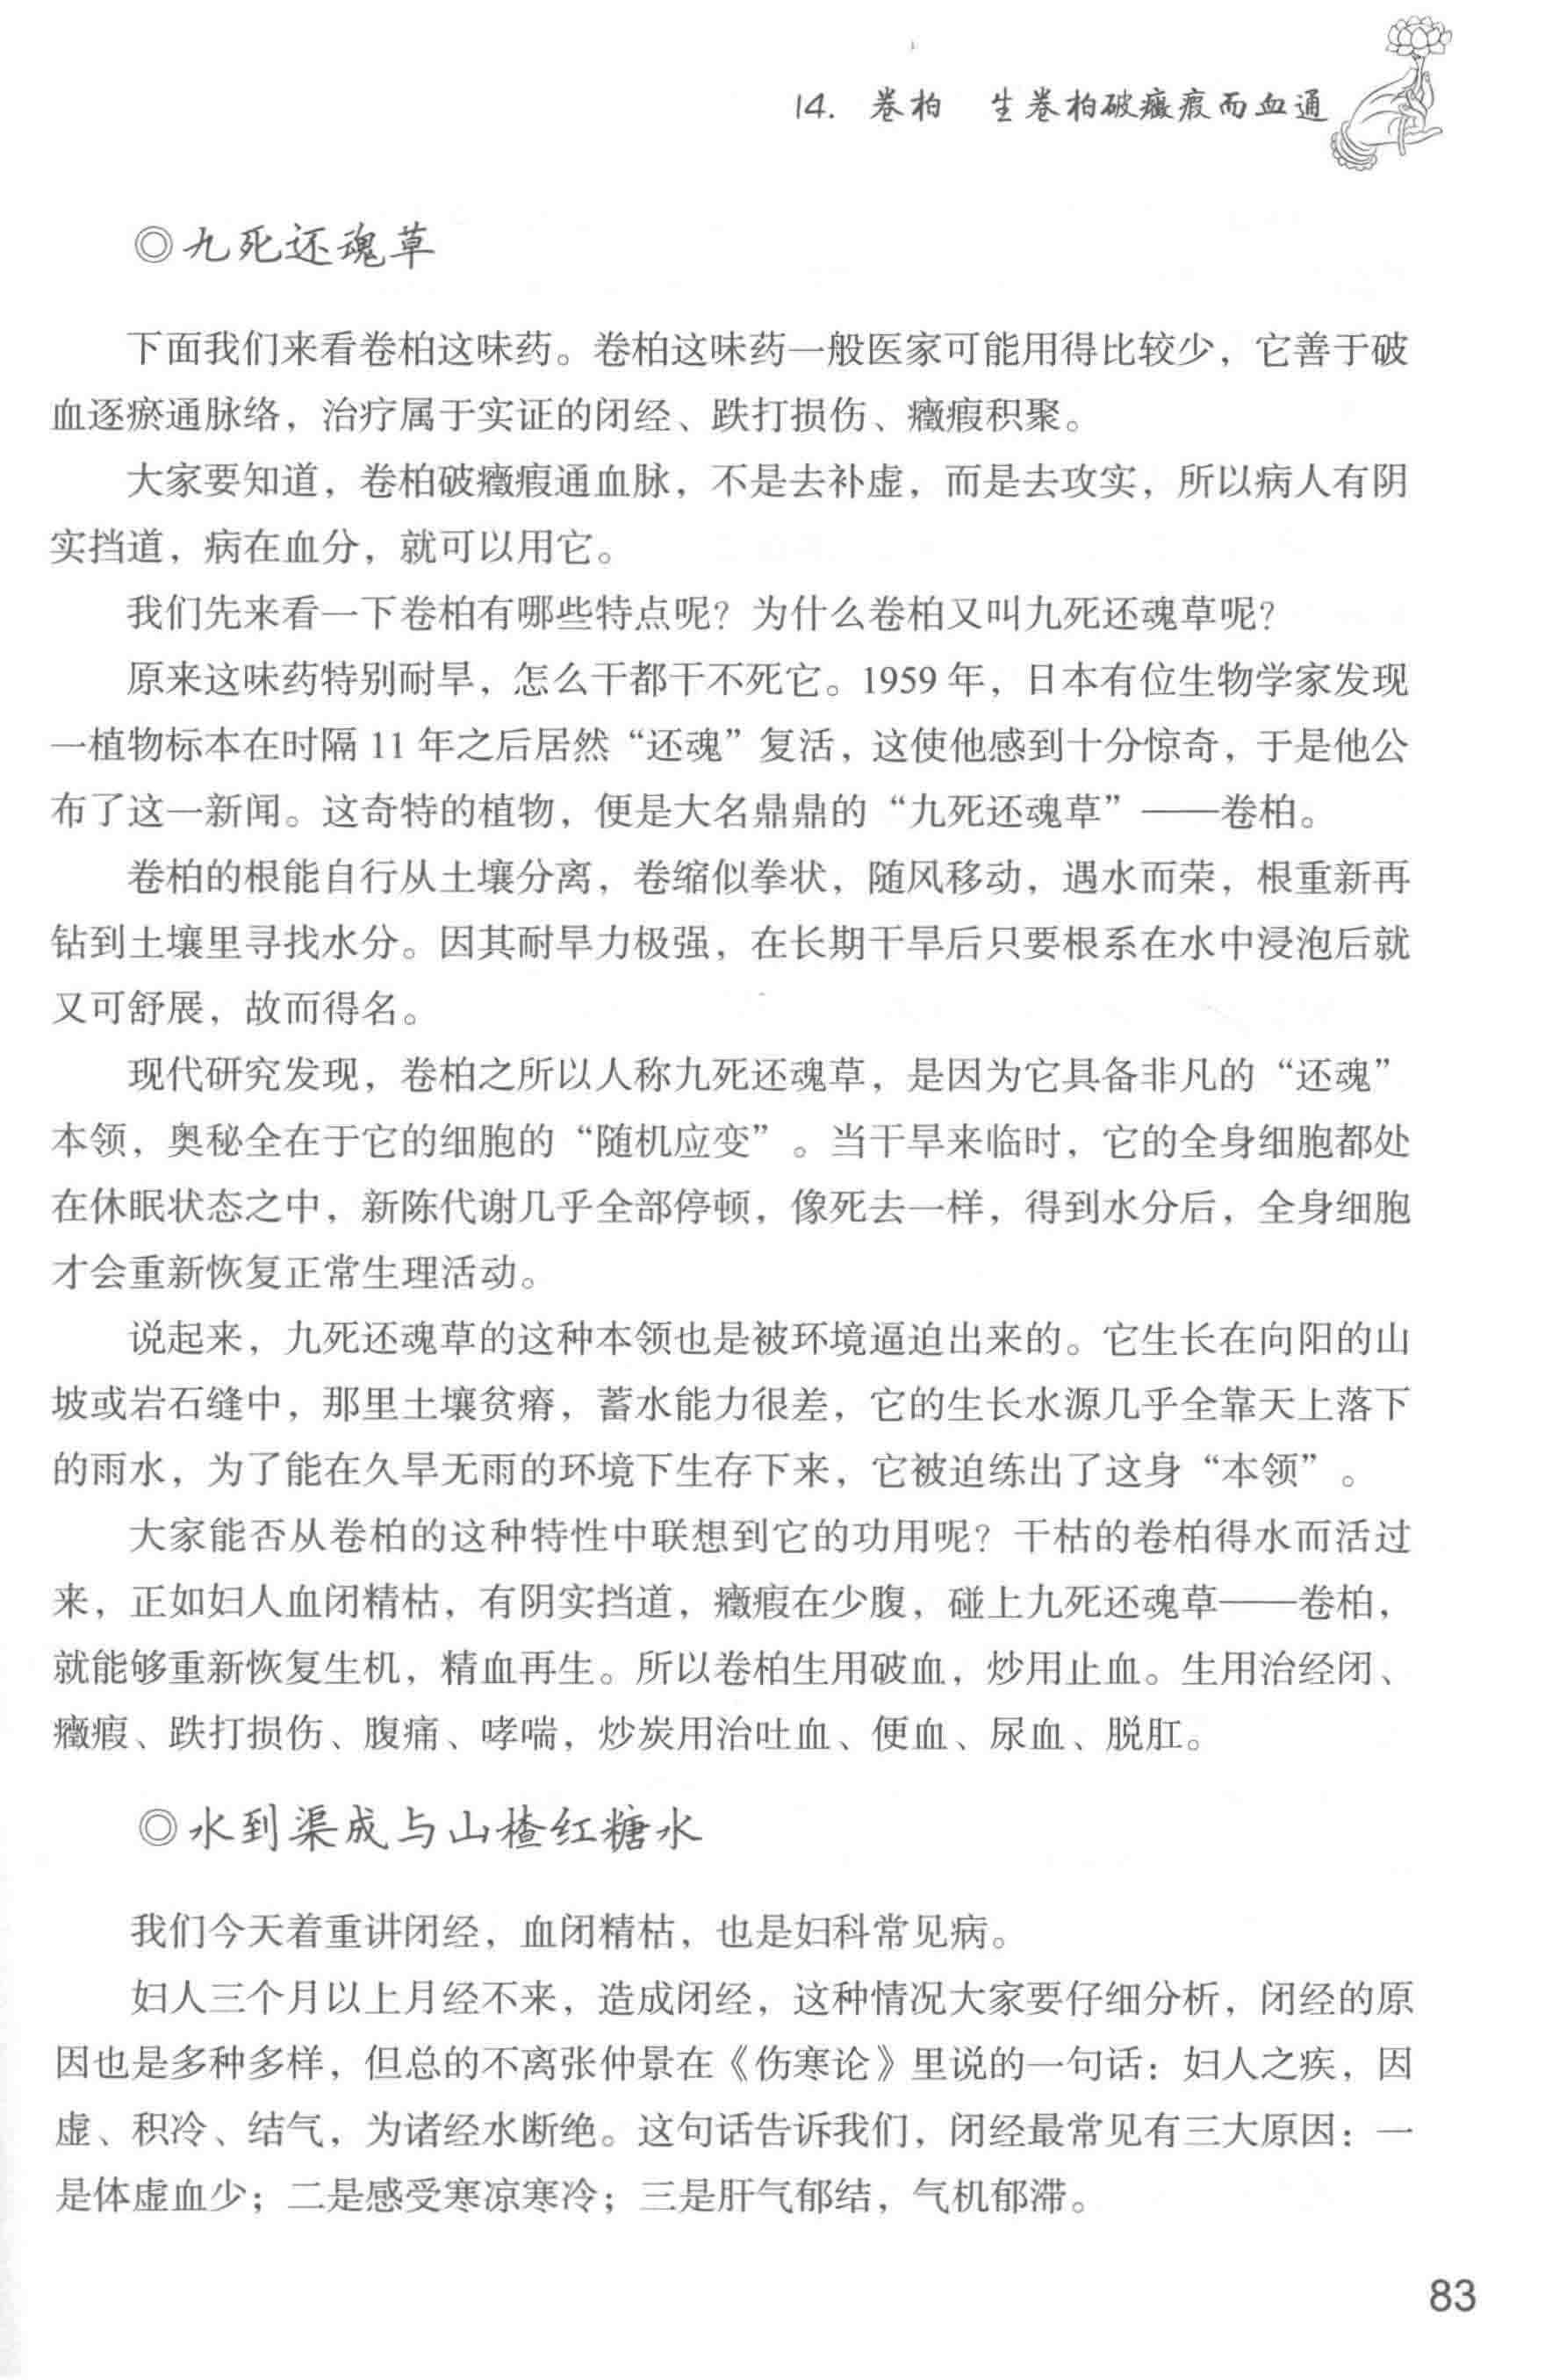 14. 卷柏　生卷柏破癥瘕而血通
◎九死还魂草
下面我们来看卷柏这味药。卷柏这味药一般医家可能用得比较少，它善于破
血逐瘀通脉络，治疗属于实证的闭经、跌打损伤、癥瘕积聚。
大家要知道，卷柏破癥瘕通血脉，不是去补虚，而是去攻实，所以病人有阴
实挡道，病在血分，就可以用它。
我们先来看一下卷柏有哪些特点呢？为什么卷柏又叫九死还魂草呢？
原来这味药特别耐旱，怎么干都干不死它。1959 年，日本有位生物学家发现
一植物标本在时隔 11 年之后居然“还魂”复活，这使他感到十分惊奇，于是他公
布了这一新闻。这奇特的植物，便是大名鼎鼎的“九死还魂草”——卷柏。
卷柏的根能自行从土壤分离，卷缩似拳状，随风移动，遇水而荣，根重新再
钻到土壤里寻找水分。因其耐旱力极强，在长期干旱后只要根系在水中浸泡后就
又可舒展，故而得名。
现代研究发现，卷柏之所以人称九死还魂草，是因为它具备非凡的“还魂”
本领，奥秘全在于它的细胞的“随机应变”。当干旱来临时，它的全身细胞都处
在休眠状态之中，新陈代谢几乎全部停顿，像死去一样，得到水分后，全身细胞
才会重新恢复正常生理活动。
说起来，九死还魂草的这种本领也是被环境逼迫出来的。它生长在向阳的山
坡或岩石缝中，那里土壤贫瘠，蓄水能力很差，它的生长水源几乎全靠天上落下
的雨水，为了能在久旱无雨的环境下生存下来，它被迫练出了这身“本领”。
大家能否从卷柏的这种特性中联想到它的功用呢？干枯的卷柏得水而活过
来，正如妇人血闭精枯，有阴实挡道，癥瘕在少腹，碰上九死还魂草——卷柏，
就能够重新恢复生机，精血再生。所以卷柏生用破血，炒用止血。生用治经闭、
癥瘕、跌打损伤、腹痛、哮喘，炒炭用治吐血、便血、尿血、脱肛。
◎水到渠成与山楂红糖水
我们今天着重讲闭经，血闭精枯，也是妇科常见病。
妇人三个月以上月经不来，造成闭经，这种情况大家要仔细分析，闭经的原
因也是多种多样，但总的不离张仲景在《伤寒论》里说的一句话：妇人之疾，因
虚、积冷、结气，为诸经水断绝。这句话告诉我们，闭经最常见有三大原因：一
是体虚血少；二是感受寒凉寒冷；三是肝气郁结，气机郁滞。
83